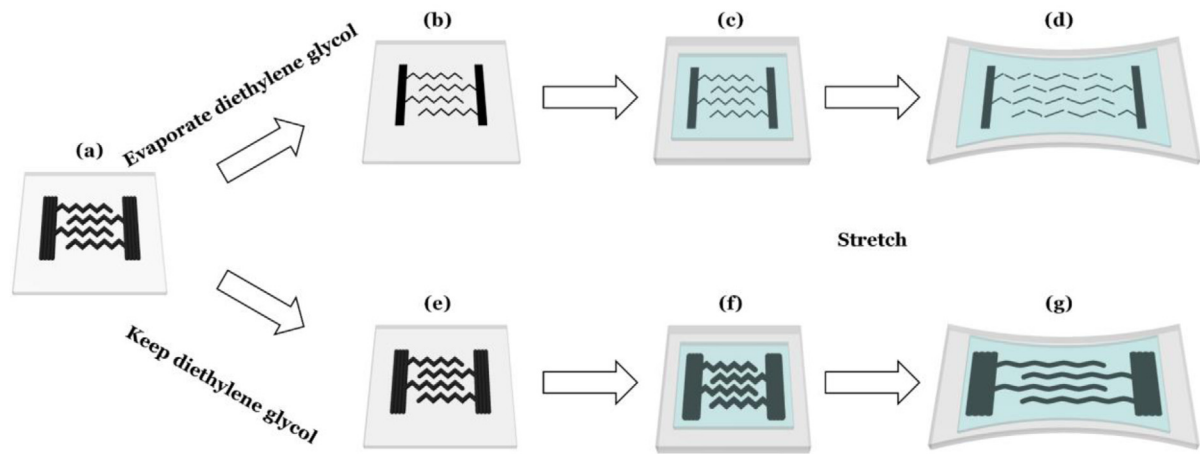 (a)
Evaporate diethylene glycol
(b)
(c)
(d)
Stretch
Keep diethylene glycol
(e)
(f)
(g)